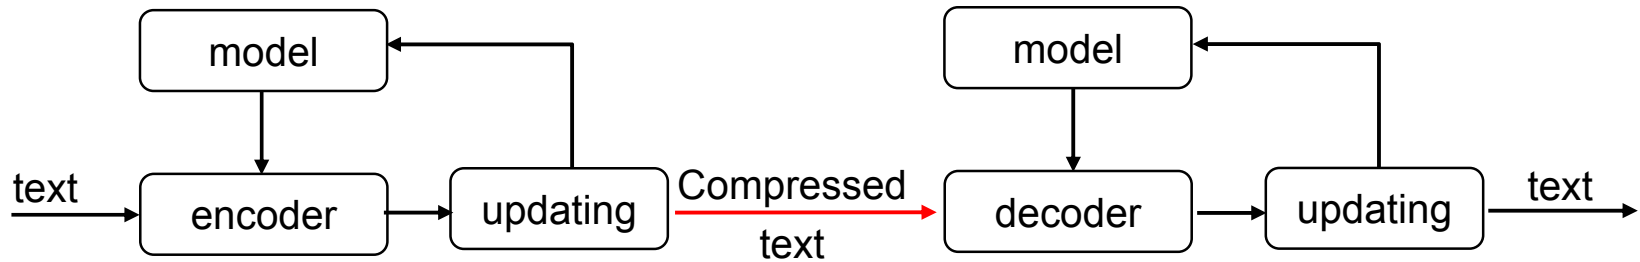 model
model
text
encoder
updating
Compressed
text
decoder
updating
text